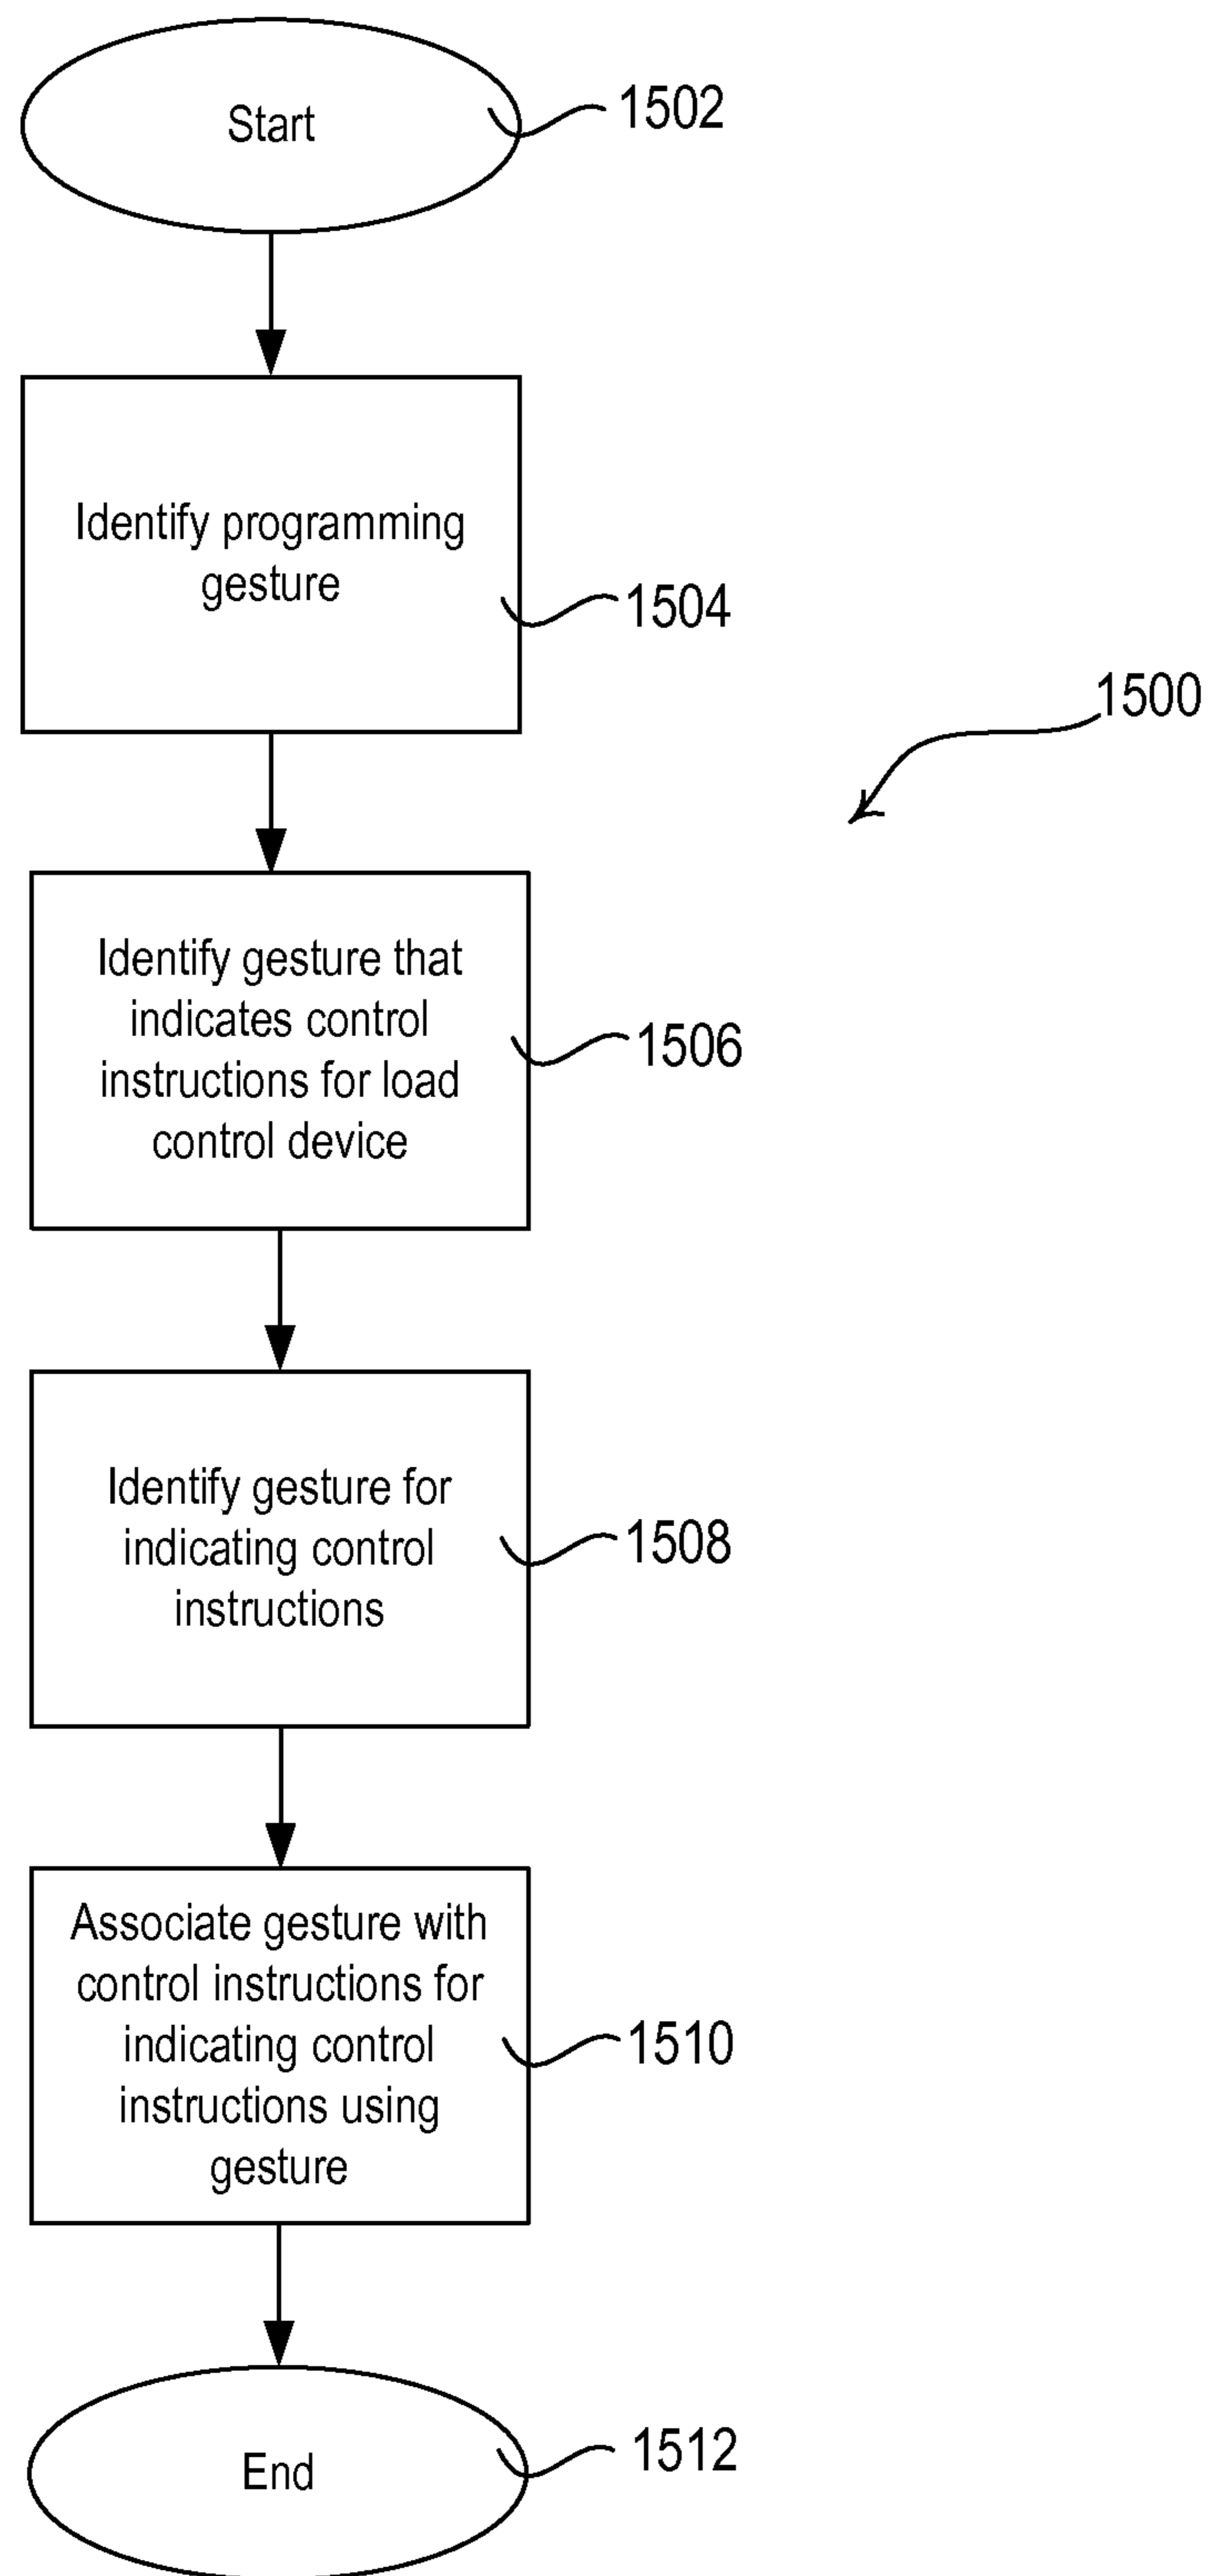 Start
1502
Identify programming
gesture
1504
1500
Identify gesture that
indicates control
instructions for load
control device
1506
Identify gesture for
indicating control
instructions
1508
Associate gesture with
control instructions for
indicating control
instructions using
gesture
1510
End
1512